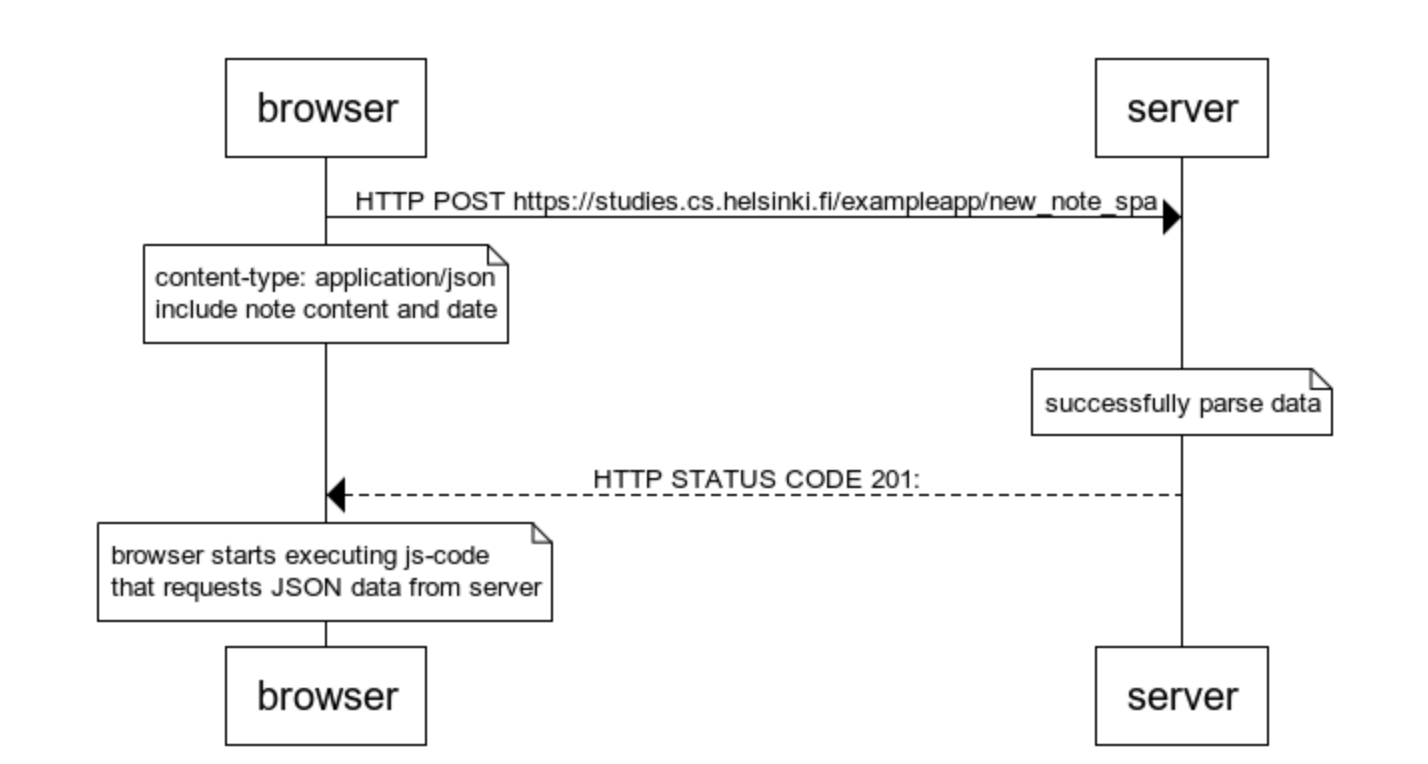 browser
server
HTTP POST https://studies.cs.helsinki.fi/exampleapp/new_note_spa
content-type: application/json
include note content and date
successfully parse data
HTTP STATUS CODE 201:
browser starts executing js-code
that requests JSON data from server
browser
server